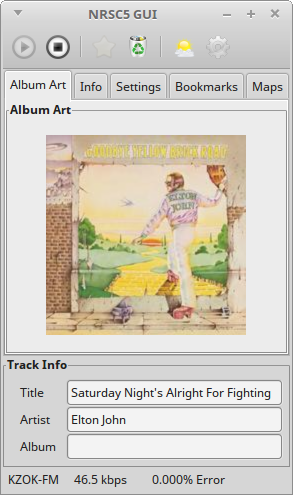 NRSC5 GUI
Album Art
Info
Settings
Bookmarks
Maps
Album Art
GOODBYE YELLOW BRICK ROAD
ELTON
JOHN
Track Info
Title
Saturday Night's Alright For Fighting
Artist
Elton John
Album
KZOK-FM
46.5 kbps
0.000% Error